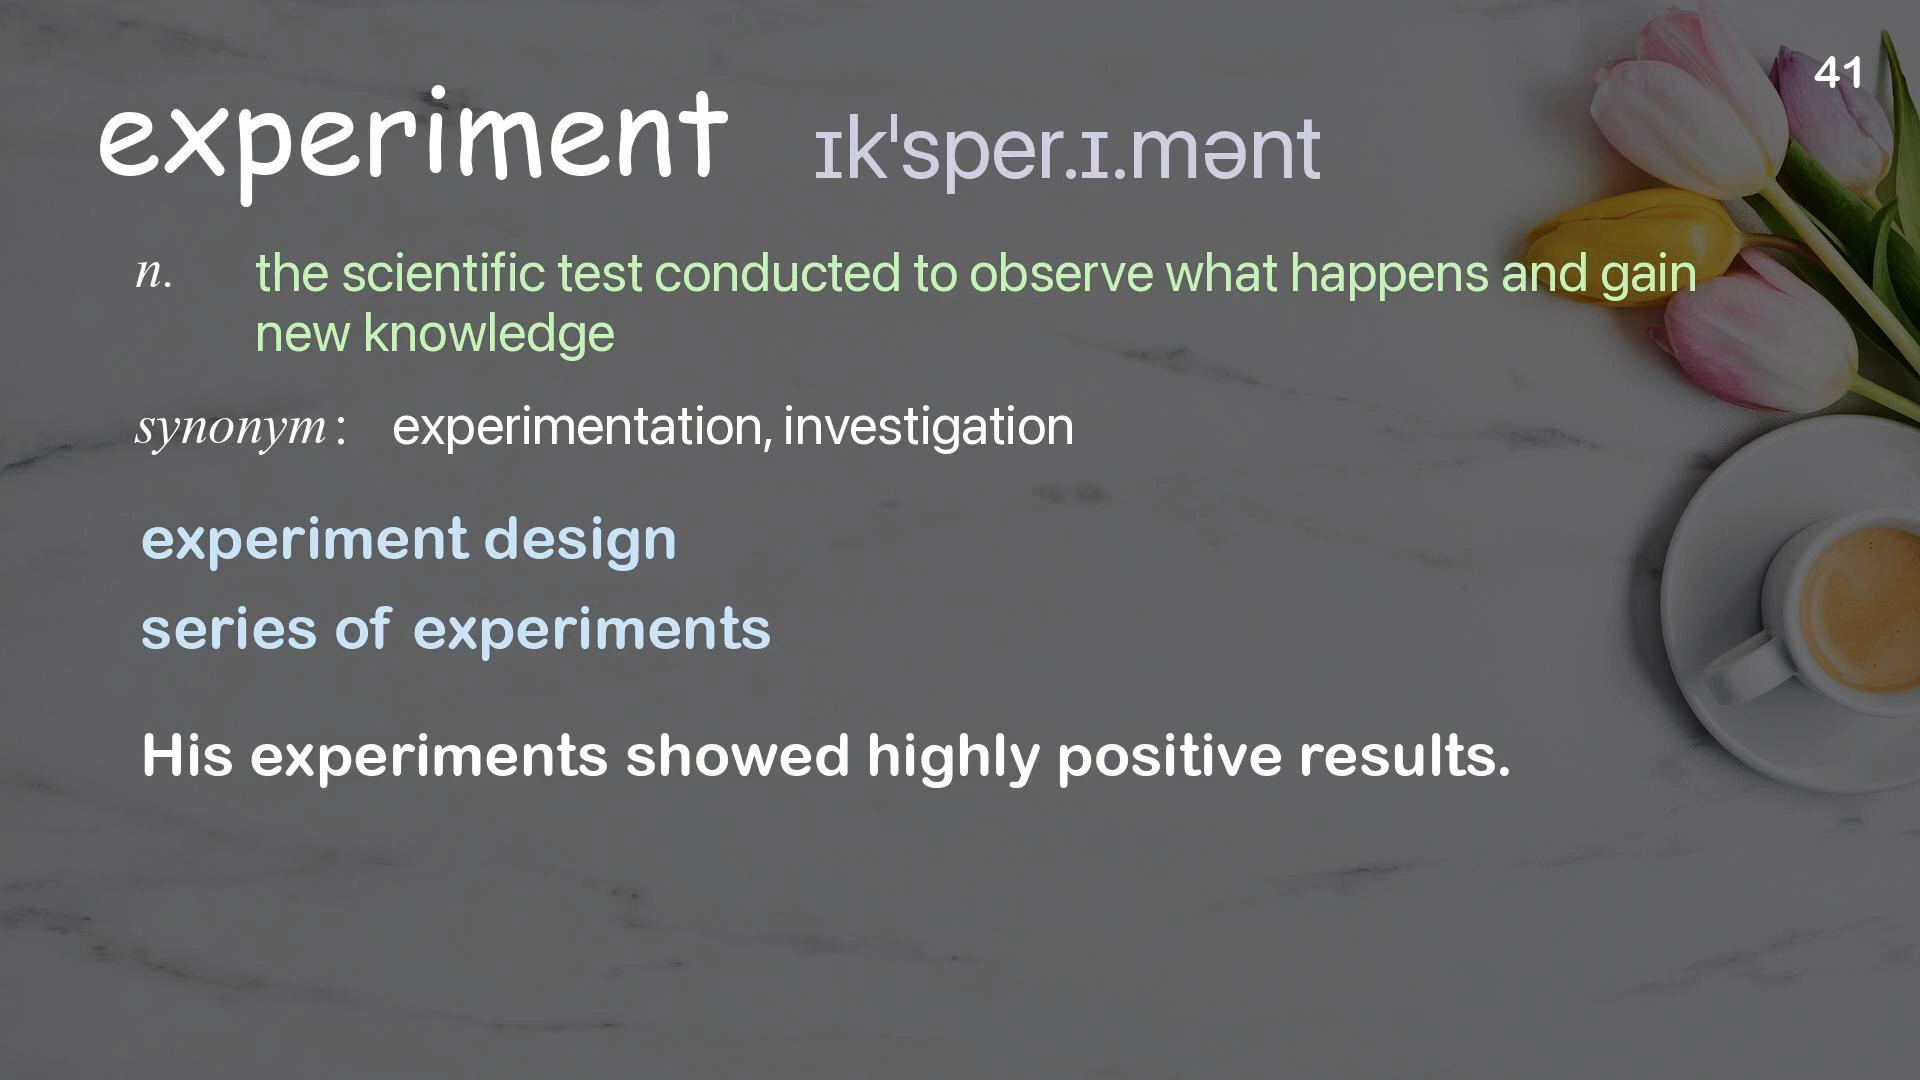 41
experiment ɪkˈsper.ɪ.mənt
n. the scientific test conducted to observe what happens and gain
new knowledge
synonym: experimentation, investigation
experiment design
series of experiments
His experiments showed highly positive results.